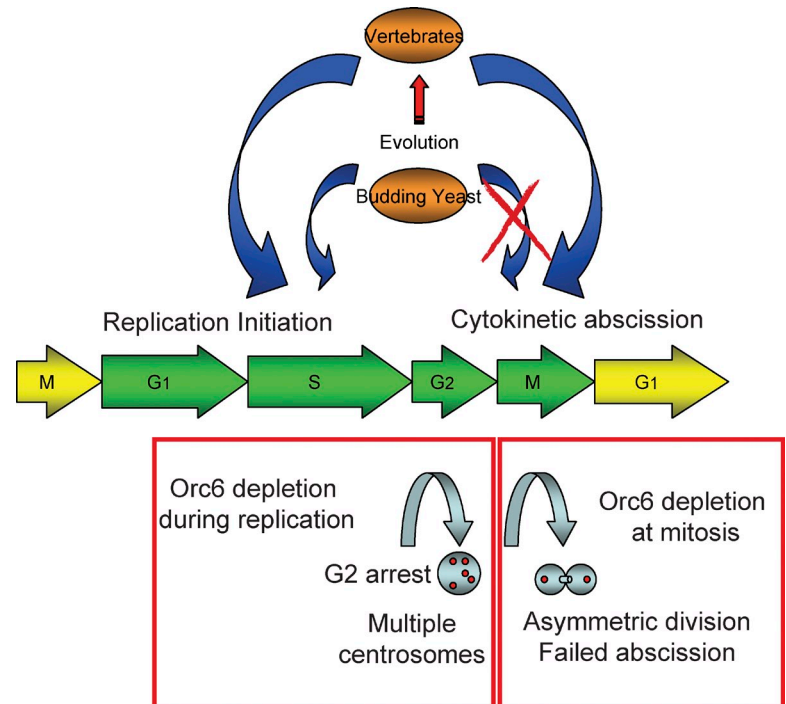 Vertebrates
Evolution
Budding Yeast
Replication Initiation
Cytokinetic abscission
M
G1
S
G2
M
G1
Orc6 depletion
during replication
G2 arrest
Multiple
centrosomes
Orc6 depletion
at mitosis
Asymmetric division
Failed abscission